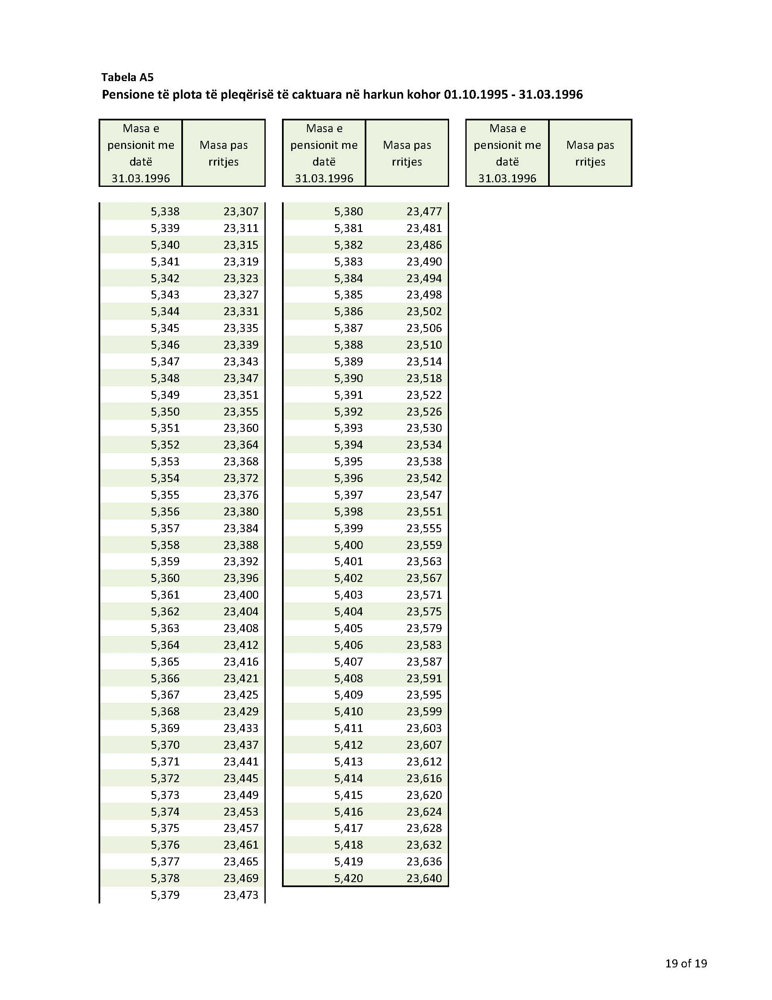 Tabela A5
Pensione të plota të pleqërisë të caktuara në harkun kohor 01.10.1995 - 31.03.1996
Masa e pensionit me datë 31.03.1996 Masa pas rritjes Masa e pensionit me datë 31.03.1996 Masa pas rritjes Masa e pensionit me datë 31.03.1996 Masa pas rritjes
5,338 23,307 5,380 23,477
5,339 23,311 5,381 23,481
5,340 23,315 5,382 23,486
5,341 23,319 5,383 23,490
5,342 23,323 5,384 23,494
5,343 23,327 5,385 23,498
5,344 23,331 5,386 23,502
5,345 23,335 5,387 23,506
5,346 23,339 5,388 23,510
5,347 23,343 5,389 23,514
5,348 23,347 5,390 23,518
5,349 23,351 5,391 23,522
5,350 23,355 5,392 23,526
5,351 23,360 5,393 23,530
5,352 23,364 5,394 23,534
5,353 23,368 5,395 23,538
5,354 23,372 5,396 23,542
5,355 23,376 5,397 23,547
5,356 23,380 5,398 23,551
5,357 23,384 5,399 23,555
5,358 23,388 5,400 23,559
5,359 23,392 5,401 23,563
5,360 23,396 5,402 23,567
5,361 23,400 5,403 23,571
5,362 23,404 5,404 23,575
5,363 23,408 5,405 23,579
5,364 23,412 5,406 23,583
5,365 23,416 5,407 23,587
5,366 23,421 5,408 23,591
5,367 23,425 5,409 23,595
5,368 23,429 5,410 23,599
5,369 23,433 5,411 23,603
5,370 23,437 5,412 23,607
5,371 23,441 5,413 23,612
5,372 23,445 5,414 23,616
5,373 23,449 5,415 23,620
5,374 23,453 5,416 23,624
5,375 23,457 5,417 23,628
5,376 23,461 5,418 23,632
5,377 23,465 5,419 23,636
5,378 23,469 5,420 23,640
5,379 23,473
19 of 19